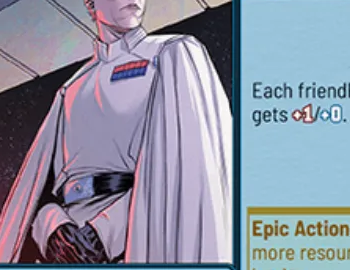 Each friendl
gets +1/+0.
Epic Action
more resour